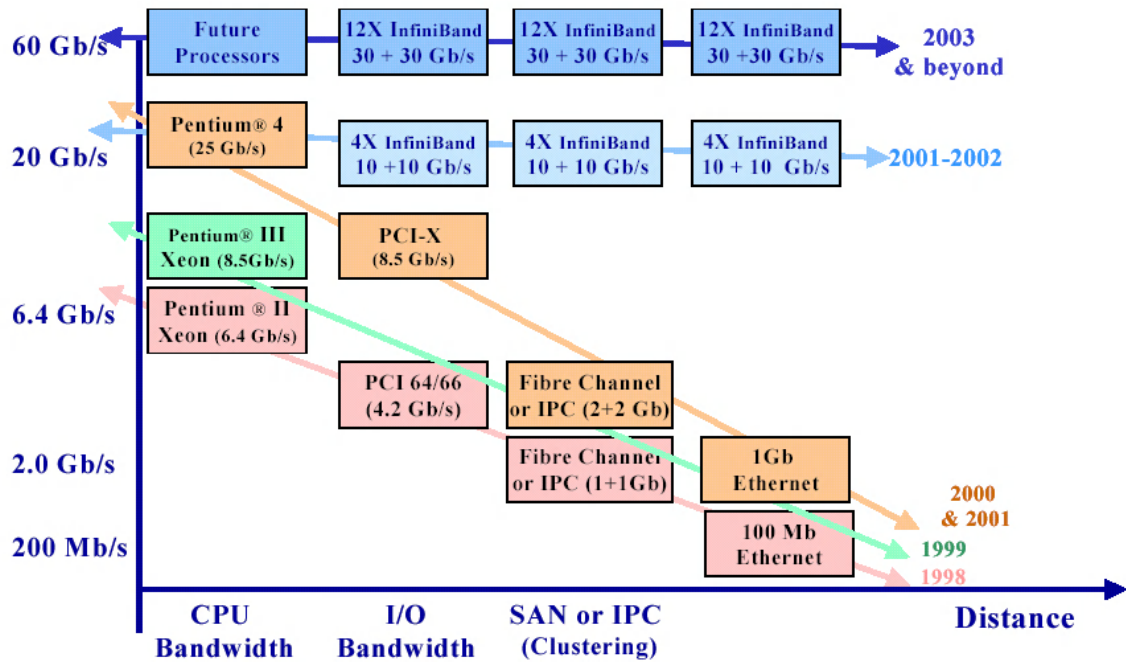 60 Gb/s
Future
Processors
12X InfiniBand
30 + 30 Gb/s
12X InfiniBand
30 + 30 Gb/s
12X InfiniBand
30 +30 Gb/s
2003
& beyond
20 Gb/s
Pentium® 4
(25 Gb/s)
4X InfiniBand
10 +10 Gb/s
4X InfiniBand
10 + 10 Gb/s
4X InfiniBand
10 + 10 Gb/s
2001-2002
Pentium® III
Xeon (8.5Gb/s)
PCI-X
(8.5 Gb/s)
6.4 Gb/s
Pentium ® II
Xeon (6.4 Gb/s)
PCI 64/66
(4.2 Gb/s)
Fibre Channel
or IPC (2+2 Gb)
2.0 Gb/s
Fibre Channel
or IPC (1+1Gb)
1Gb
Ethernet
2000
& 2001
200 Mb/s
100 Mb
Ethernet
1999
1998
CPU
Bandwidth
I/O
Bandwidth
SAN or IPC
(Clustering)
Distance